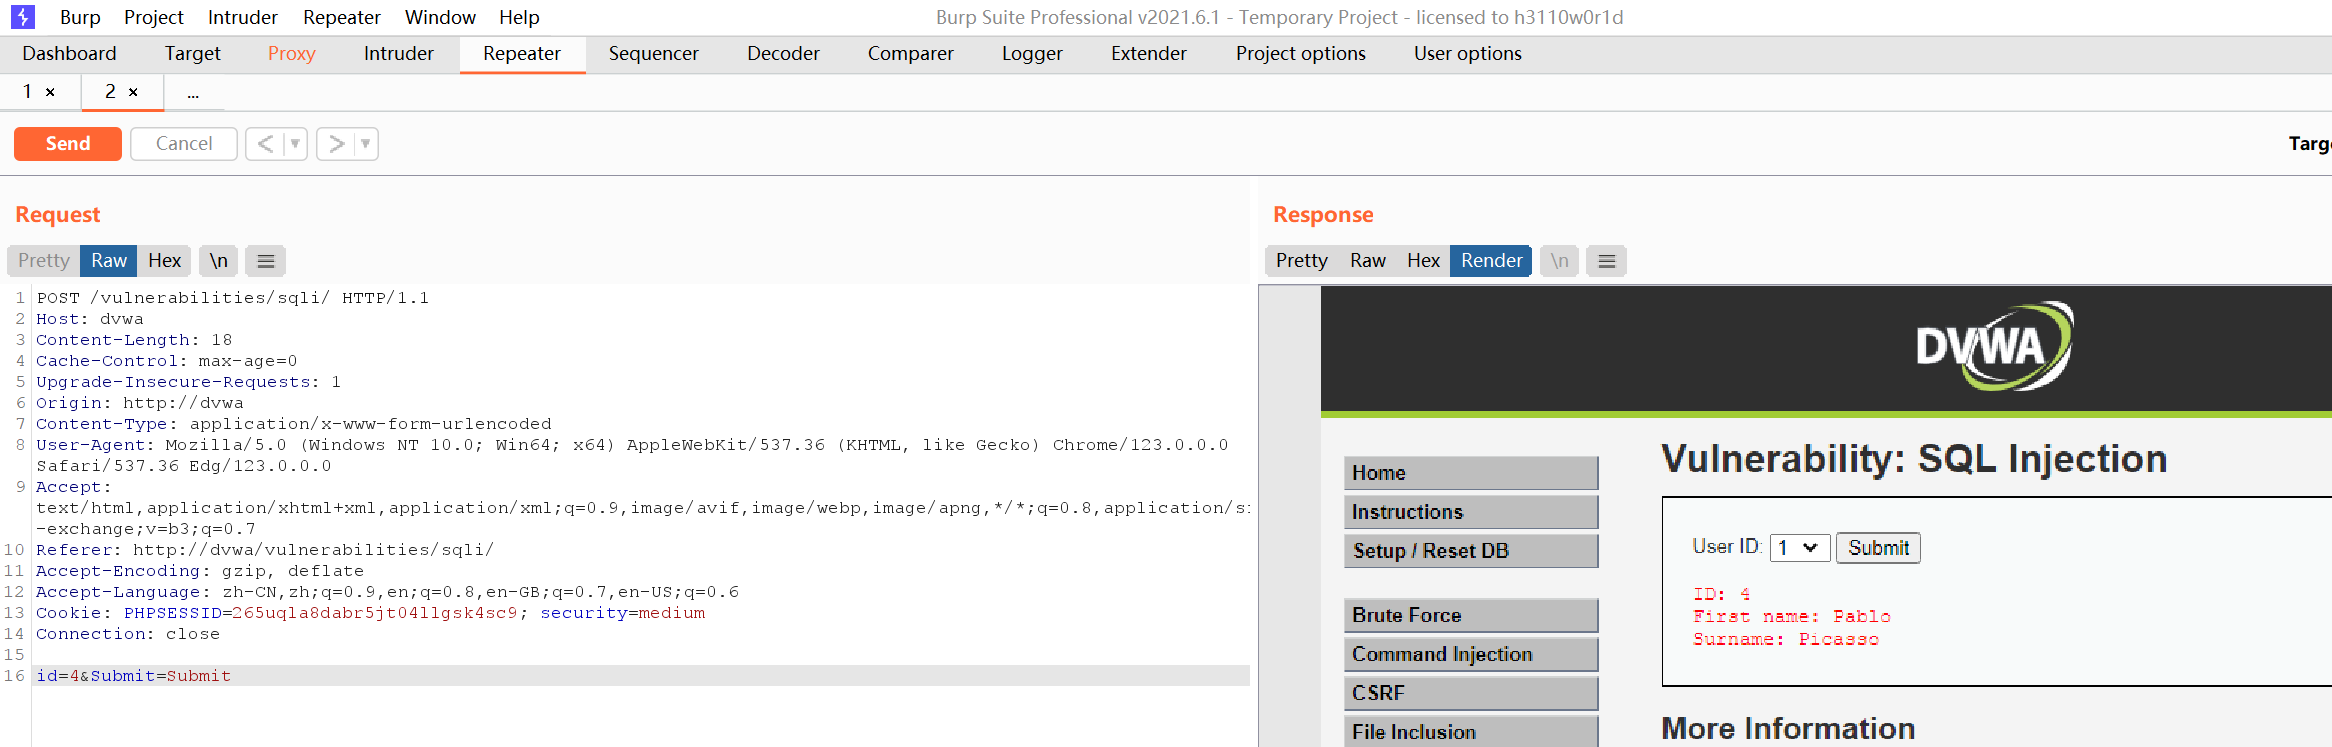 Burp Project Intruder Repeater Window Help Burp Suite Professional v2021.6.1 - Temporary Project - licensed to h3110w0r1d
Dashboard Target Proxy Intruder Repeater Sequencer Decoder Comparer Logger Extender Project options User options
1 × 2 × ...
Send Cancel < ▼ > ▼
Request
Pretty Raw Hex \n ≡
1 POST /vulnerabilities/sqli/ HTTP/1.1
2 Host: dvwa
3 Content-Length: 18
4 Cache-Control: max-age=0
5 Upgrade-Insecure-Requests: 1
6 Origin: http://dvwa
7 Content-Type: application/x-www-form-urlencoded
8 User-Agent: Mozilla/5.0 (Windows NT 10.0; Win64; x64) AppleWebKit/537.36 (KHTML, like Gecko) Chrome/123.0.0.0
Safari/537.36 Edg/123.0.0.0
9 Accept:
text/html,application/xhtml+xml,application/xml;q=0.9,image/avif,image/webp,image/apng,*/*;q=0.8,application/s
-exchange;v=b3;q=0.7
10 Referer: http://dvwa/vulnerabilities/sqli/
11 Accept-Encoding: gzip, deflate
12 Accept-Language: zh-CN,zh;q=0.9,en;q=0.8,en-GB;q=0.7,en-US;q=0.6
13 Cookie: PHPSESSID=265uqla8dabr5jt04llgsk4sc9; security=medium
14 Connection: close
15
16 id=4&Submit=Submit
Response
Pretty Raw Hex Render \n ≡
DVWA
Home
Instructions
Setup / Reset DB
Brute Force
Command Injection
CSRF
File Inclusion
Vulnerability: SQL Injection
User ID: 1 Submit
ID: 4
First name: Pablo
Surname: Picasso
More Information